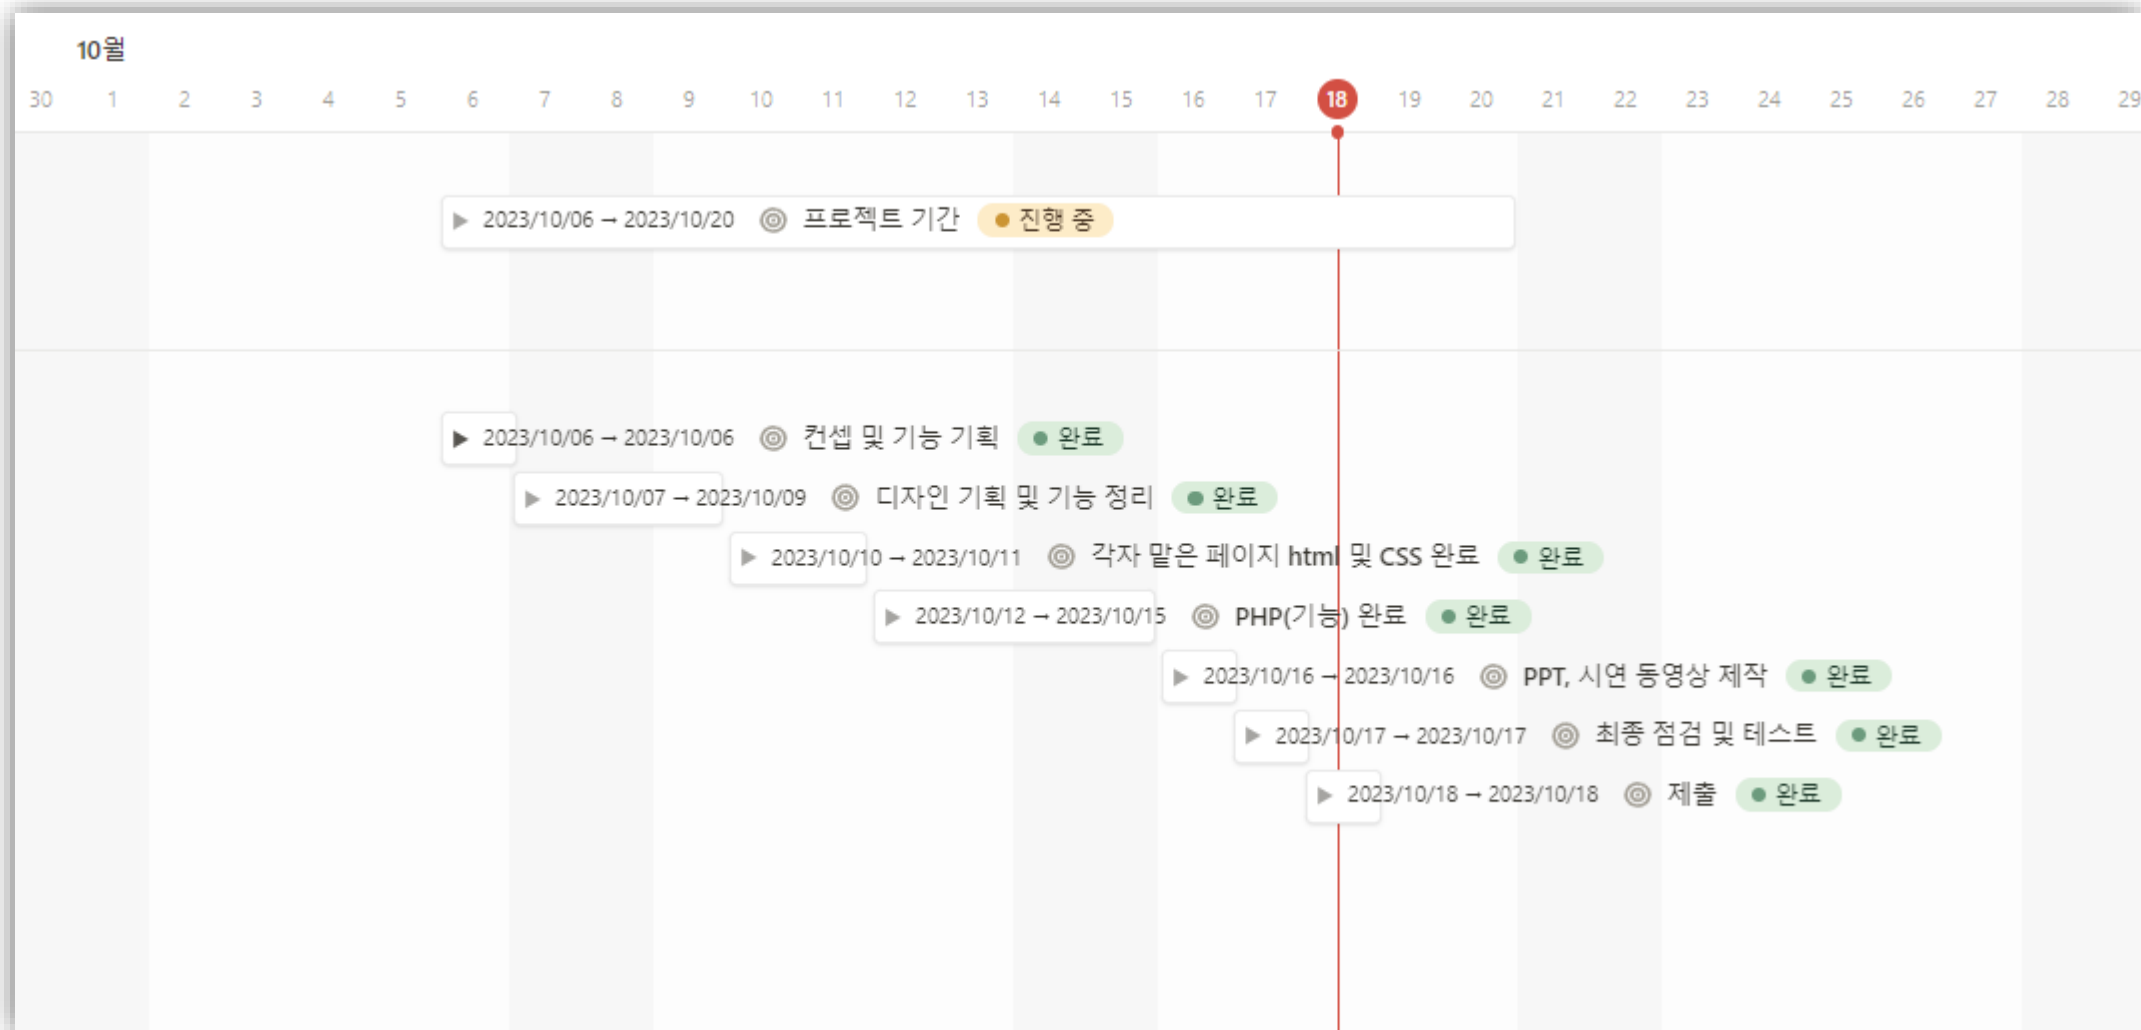 10월
30 1 2 3 4 5 6 7 8 9 10 11 12 13 14 15 16 17 18 19 20 21 22 23 24 25 26 27 28 29
2023/10/06 → 2023/10/20 프로젝트 기간 진행 중
2023/10/06 → 2023/10/06 컨셉 및 기능 기획 완료
2023/10/07 → 2023/10/09 디자인 기획 및 기능 정리 완료
2023/10/10 → 2023/10/11 각자 맡은 페이지 html 및 CSS 완료 완료
2023/10/12 → 2023/10/15 PHP(기능) 완료 완료
2023/10/16 → 2023/10/16 PPT, 시연 동영상 제작 완료
2023/10/17 → 2023/10/17 최종 점검 및 테스트 완료
2023/10/18 → 2023/10/18 제출 완료